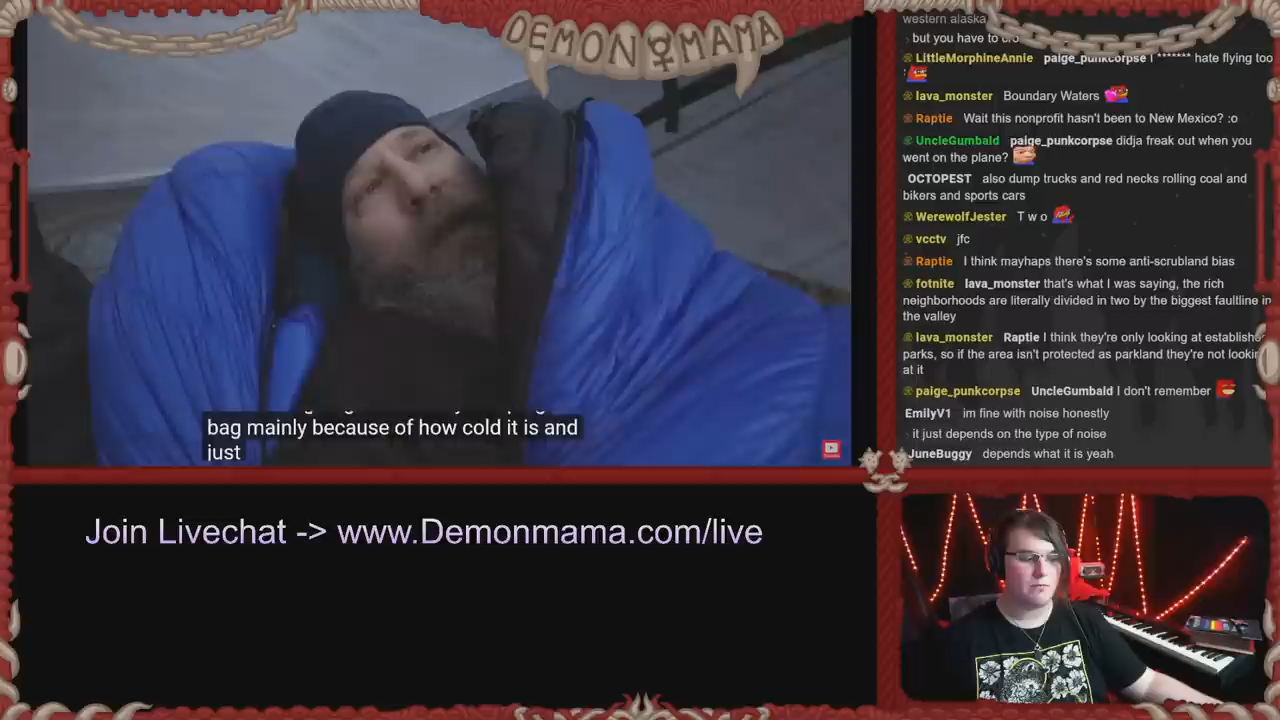 DEMON MAMA
western alaska
but you have to
LittleMorphineAnnie paige_punkcorpse I ******* hate flying too
lava_monster Boundary Waters
Raptie Wait this nonprofit hasn't been to New Mexico? :o
UncleGumbald paige_punkcorpse didja freak out when you
went on the plane?
OCTOPEST also dump trucks and red necks rolling coal and
bikers and sports cars
WerewolfJester T w o
vcctv jfc
Raptie I think mayhaps there's some anti-scrubland bias
fotnite lava_monster that's what I was saying, the rich
neighborhoods are literally divided in two by the biggest faultline in
the valley
lava_monster Raptie I think they're only looking at
parks, so if the area isn't protected as parkland they're not
at it
paige_punkcorpse UncleGumbald I don't remember
EmilyV1 im fine with noise honestly
it just depends on the type of noise
JuneBuggy depends what it is yeah
bag mainly because of how cold it is and
just
Join Livechat -> www.Demonmama.com/live